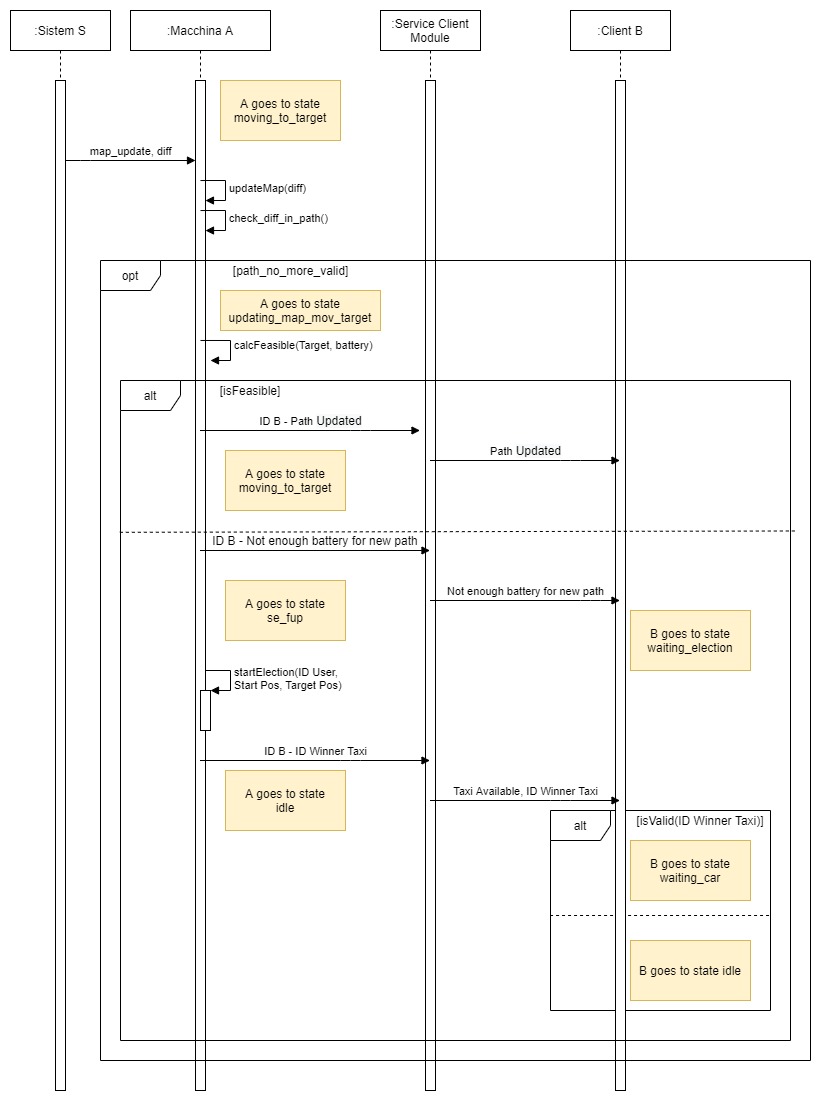 :Sistem S
:Macchina A
:Service Client
Module
:Client B
A goes to state
moving_to_target
map_update, diff
updateMap(diff)
check_diff_in_path()
opt
[path_no_more_valid]
A goes to state
updating_map_mov_target
calcFeasible(Target, battery)
alt
[isFeasible]
ID B - Path Updated
Path Updated
A goes to state
moving_to_target
ID B - Not enough battery for new path
Not enough battery for new path
A goes to state
se_fup
B goes to state
waiting_election
startElection(ID User,
Start Pos, Target Pos)
ID B - ID Winner Taxi
A goes to state
idle
Taxi Available, ID Winner Taxi
alt
[isValid(ID Winner Taxi)]
B goes to state
waiting_car
B goes to state idle